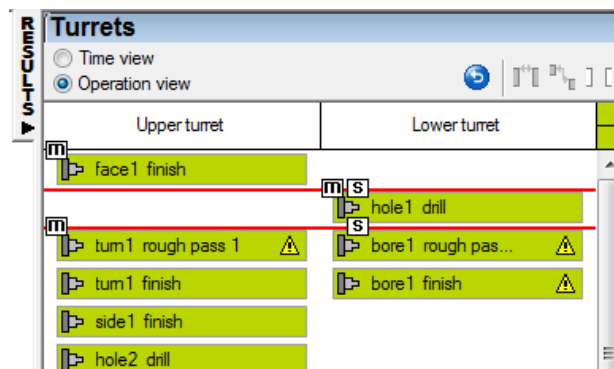 RESULTS
Turrets
Time view
Operation view
Upper turret
Lower turret
m
face1 finish
m S
hole1 drill
m
S
turn1 rough pass 1
bore1 rough pas...
turn1 finish
bore1 finish
side1 finish
hole2 drill